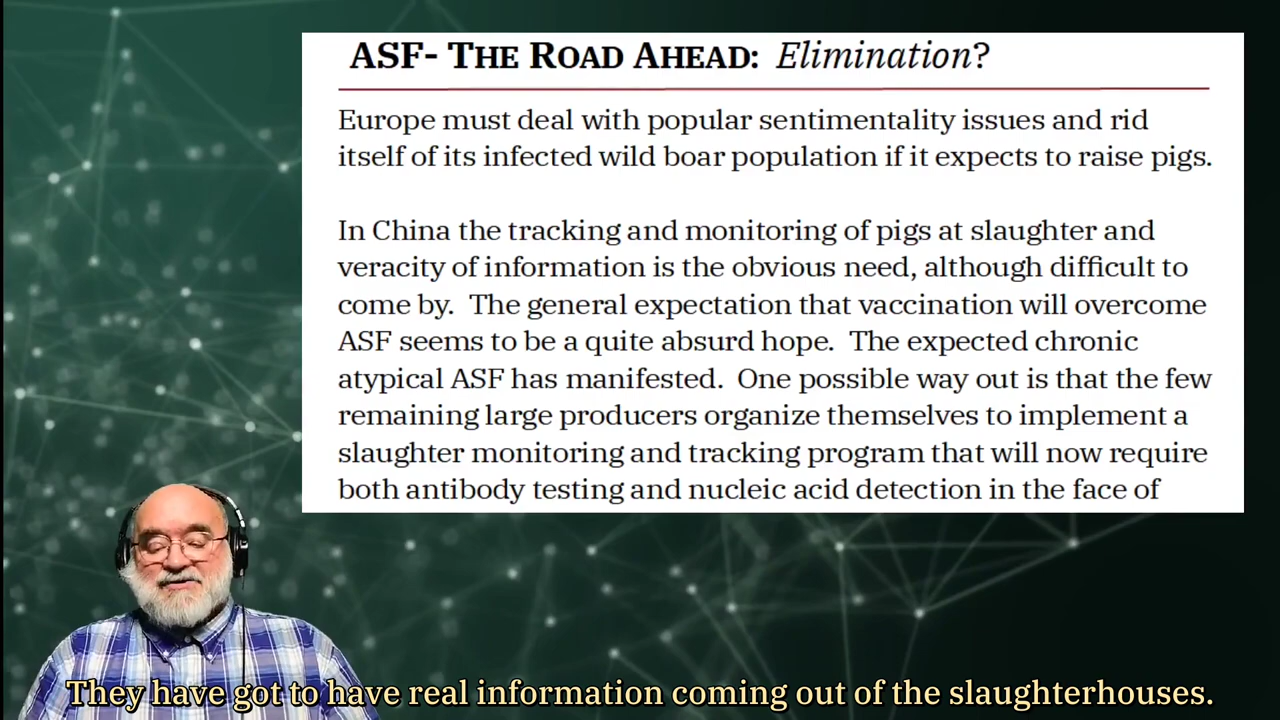 ASF- THE ROAD AHEAD: Elimination?
Europe must deal with popular sentimentality issues and rid
itself of its infected wild boar population if it expects to raise pigs.
In China the tracking and monitoring of pigs at slaughter and
veracity of information is the obvious need, although difficult to
come by. The general expectation that vaccination will overcome
ASF seems to be a quite absurd hope. The expected chronic
atypical ASF has manifested. One possible way out is that the few
remaining large producers organize themselves to implement a
slaughter monitoring and tracking program that will now require
both antibody testing and nucleic acid detection in the face of
They have got to have real information coming out of the slaughterhouses.